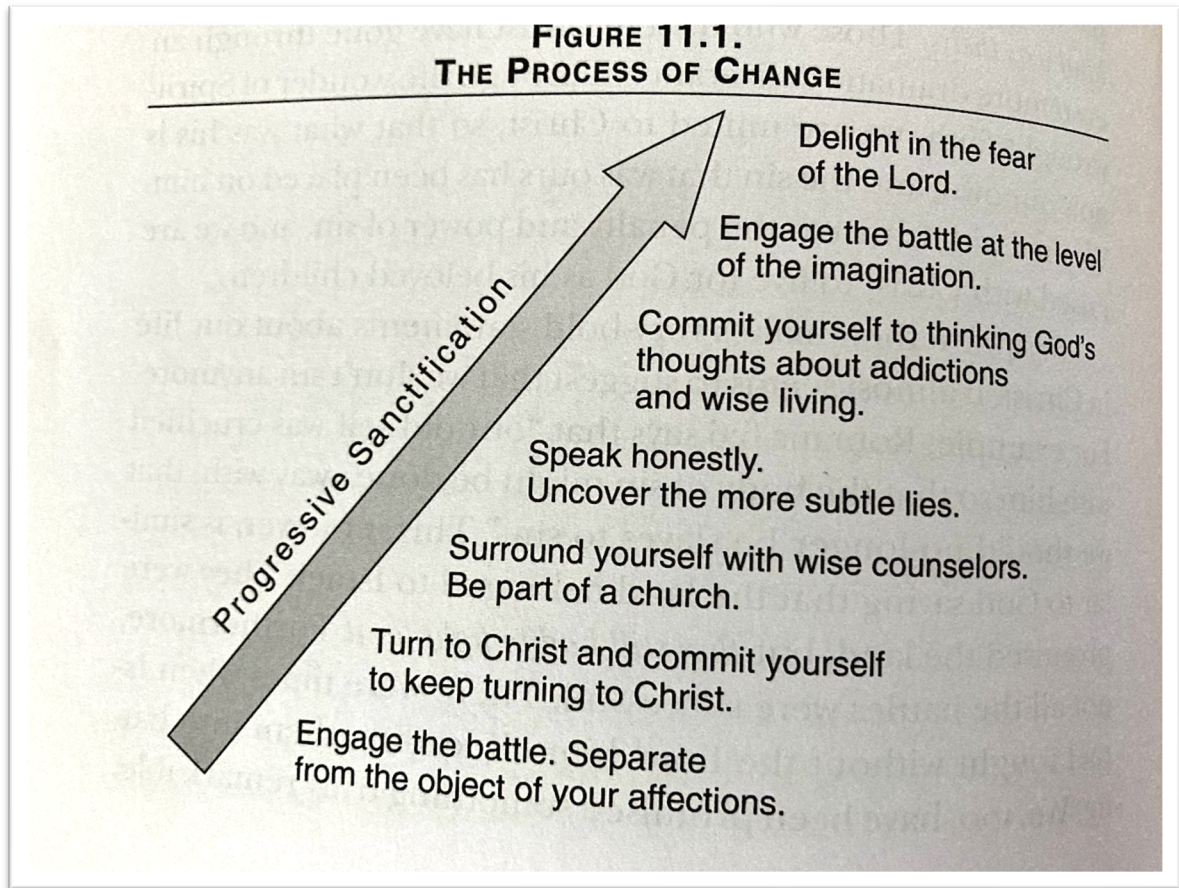 FIGURE 11.1.
THE PROCESS OF CHANGE
Delight in the fear
of the Lord.
Engage the battle at the level
of the imagination.
Commit yourself to thinking God's
thoughts about addictions
and wise living.
Speak honestly.
Uncover the more subtle lies.
Surround yourself with wise counselors.
Be part of a church.
Turn to Christ and commit yourself
to keep turning to Christ.
Engage the battle. Separate
from the object of your affections.
Progressive Sanctification